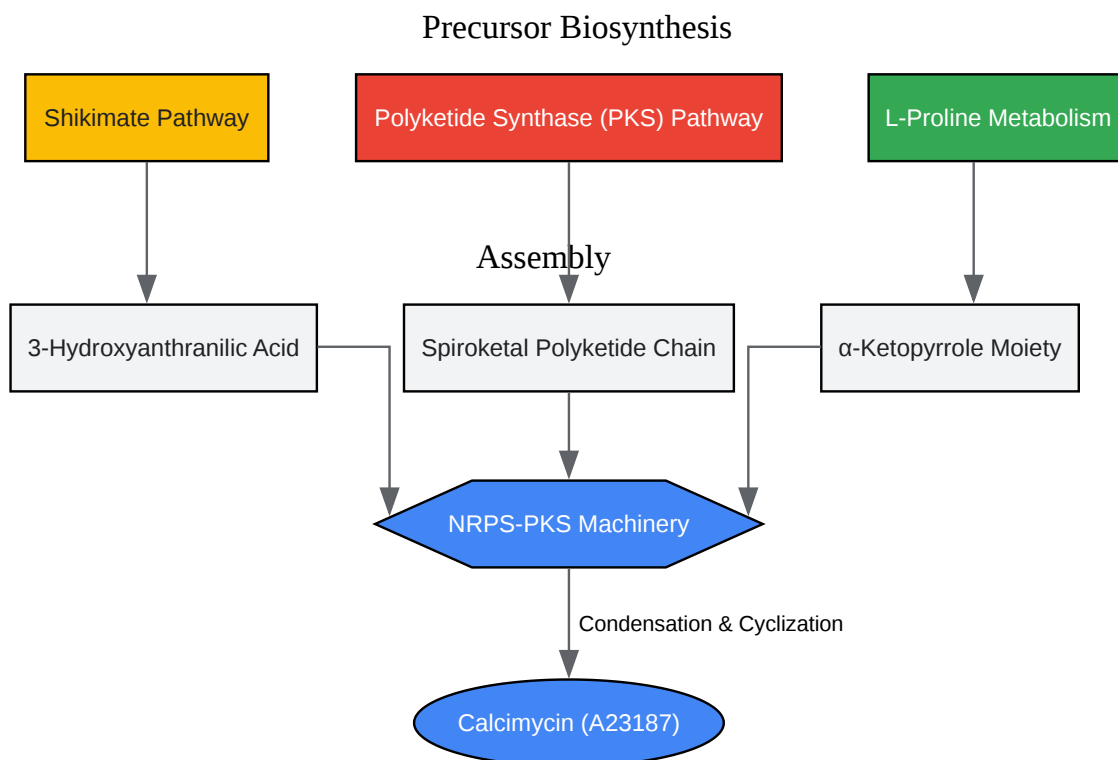 Precursor Biosynthesis
Shikimate Pathway
Polyketide Synthase (PKS) Pathway
L-Proline Metabolism
Assembly
3-Hydroxyanthranilic Acid
Spiroketal Polyketide Chain
α-Ketopyrrole Moiety
NRPS-PKS Machinery
Condensation & Cyclization
Calcimycin (A23187)